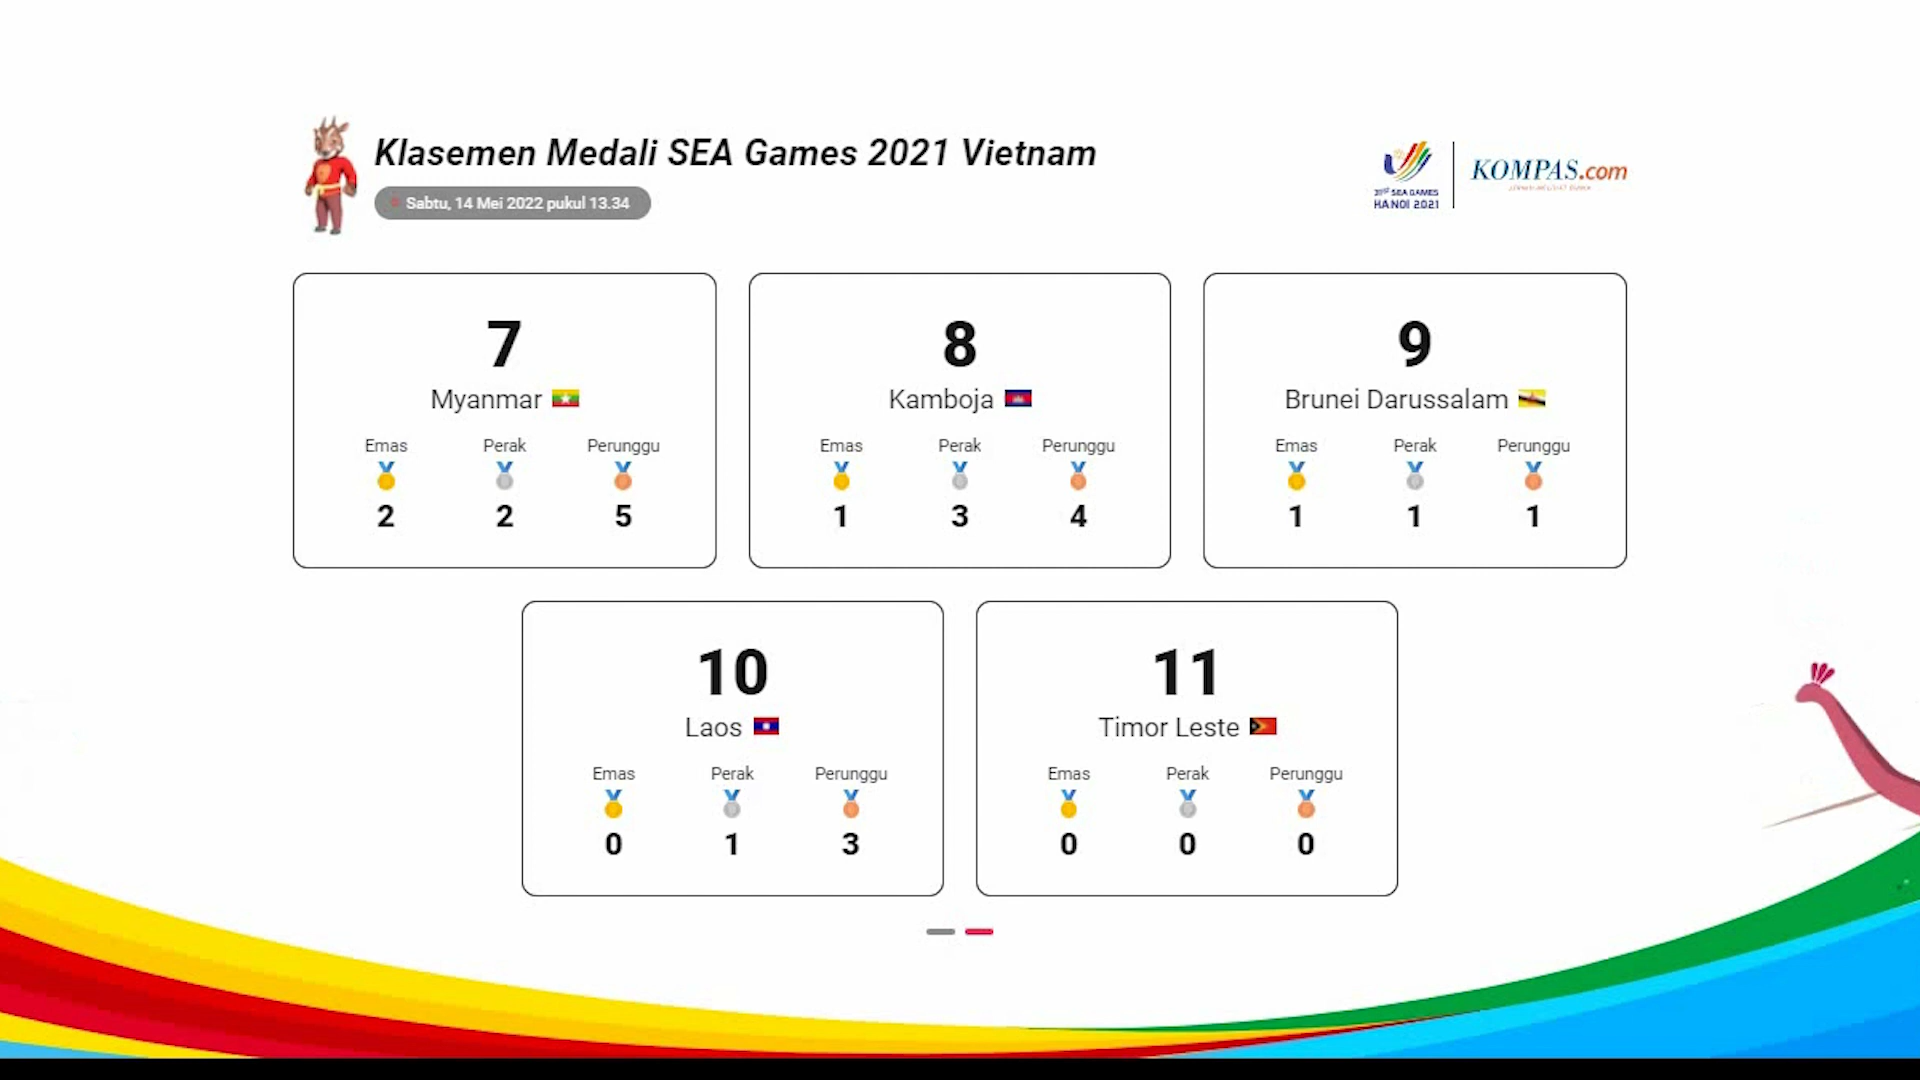 Klasemen Medali SEA Games 2021 Vietnam
Sabtu, 14 Mei 2022 pukul 13.34
31ST SEA GAMES
HANOI 2021
KOMPAS.com
7
Myanmar
Emas Perak Perunggu
2 2 5
8
Kamboja
Emas Perak Perunggu
1 3 4
9
Brunei Darussalam
Emas Perak Perunggu
1 1 1
10
Laos
Emas Perak Perunggu
0 1 3
11
Timor Leste
Emas Perak Perunggu
0 0 0